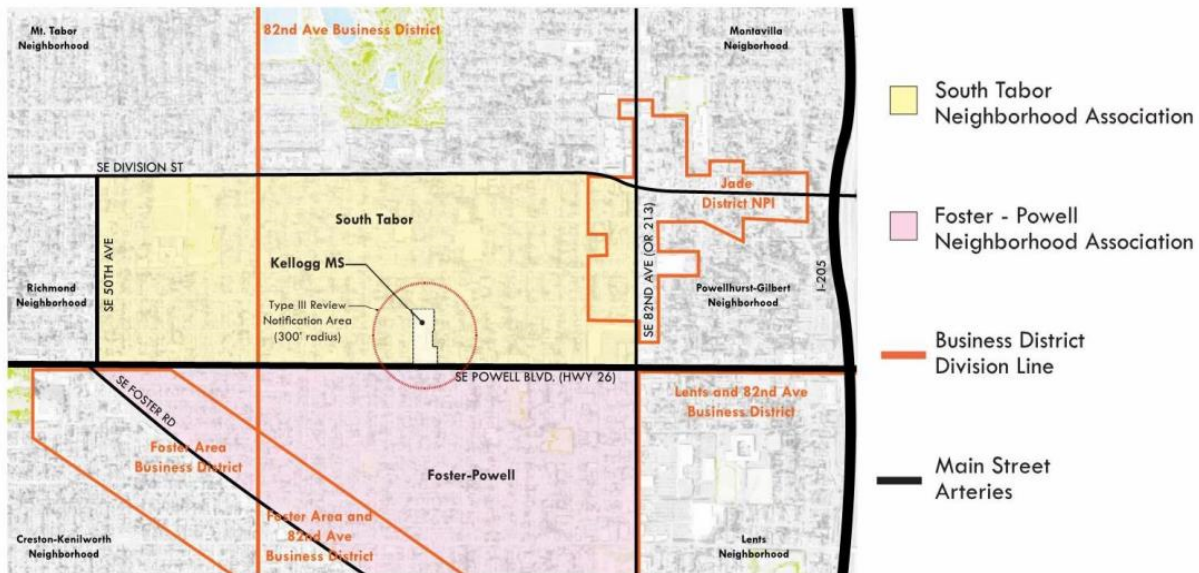 Mt. Tabor
Neighborhood
82nd Ave Business District
Montavilla
Neigborhood
SE DIVISION ST
Jade
District NPI
South Tabor
SE 50TH AVE
SE 82ND AVE (OR 213)
Kellogg MS
I-205
Richmond
Neighborhood
Type III Review
Notification Area
(300' radius)
Powellhurst-Gilbert
Neighborhood
SE POWELL BLVD. (HWY 26)
SE FOSTER RD
Lents and 82nd Ave
Business District
Foster Area
Business District
Foster-Powell
Foster Area and
82nd Ave
Business District
Creston-Kenilworth
Neighborhood
Lents
Neighborhood
South Tabor
Neighborhood Association
Foster - Powell
Neighborhood Association
Business District
Division Line
Main Street
Arteries